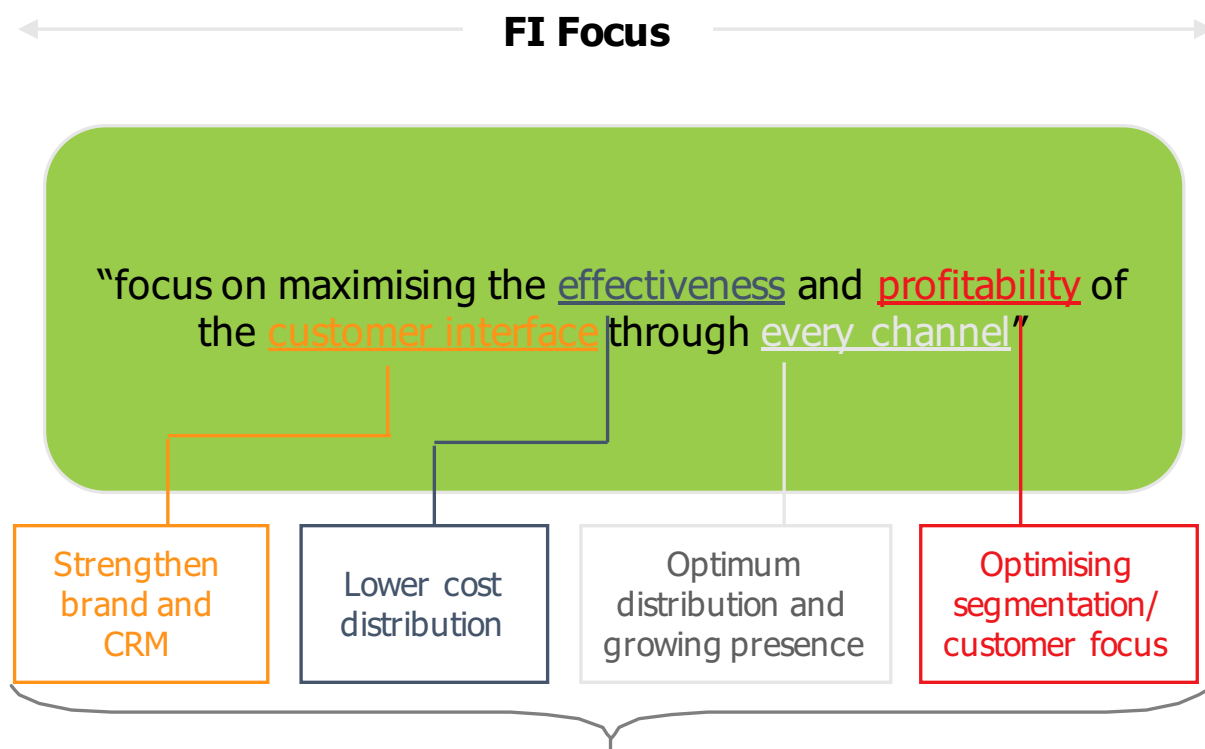 FI Focus
“focus on maximising the effectiveness and profitability of
the customer interface through every channel”
Strengthen
brand and
CRM
Lower cost
distribution
Optimum
distribution and
growing presence
Optimising
segmentation/
customer focus